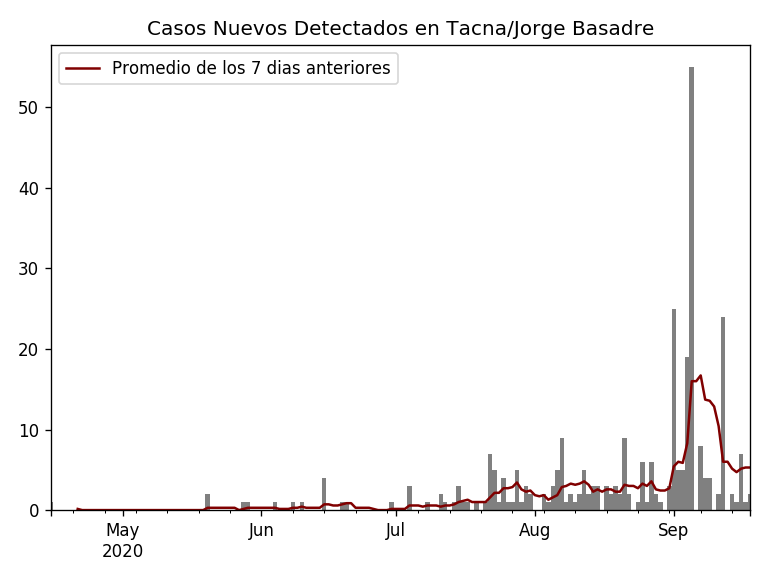 Casos Nuevos Detectados en Tacna/Jorge Basadre
Promedio de los 7 dias anteriores
50
40
30
20
10
0
May Jun Jul Aug Sep
2020